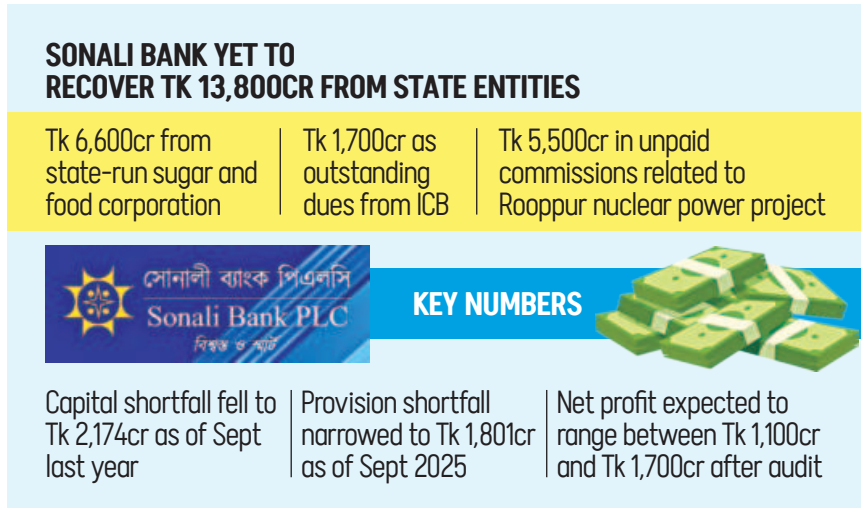 SONALI BANK YET TO
RECOVER TK 13,800CR FROM STATE ENTITIES
Tk 6,600cr from
state-run sugar and
food corporation
Tk 1,700cr as
outstanding
dues from ICB
Tk 5,500cr in unpaid
commissions related to
Rooppur nuclear power project
সোনালী ব্যাংক পিএলসি
Sonali Bank PLC
বিশ্বস্ত ও স্মার্ট
KEY NUMBERS
Capital shortfall fell to
Tk 2,174cr as of Sept
last year
Provision shortfall
narrowed to Tk 1,801cr
as of Sept 2025
Net profit expected to
range between Tk 1,100cr
and Tk 1,700cr after audit